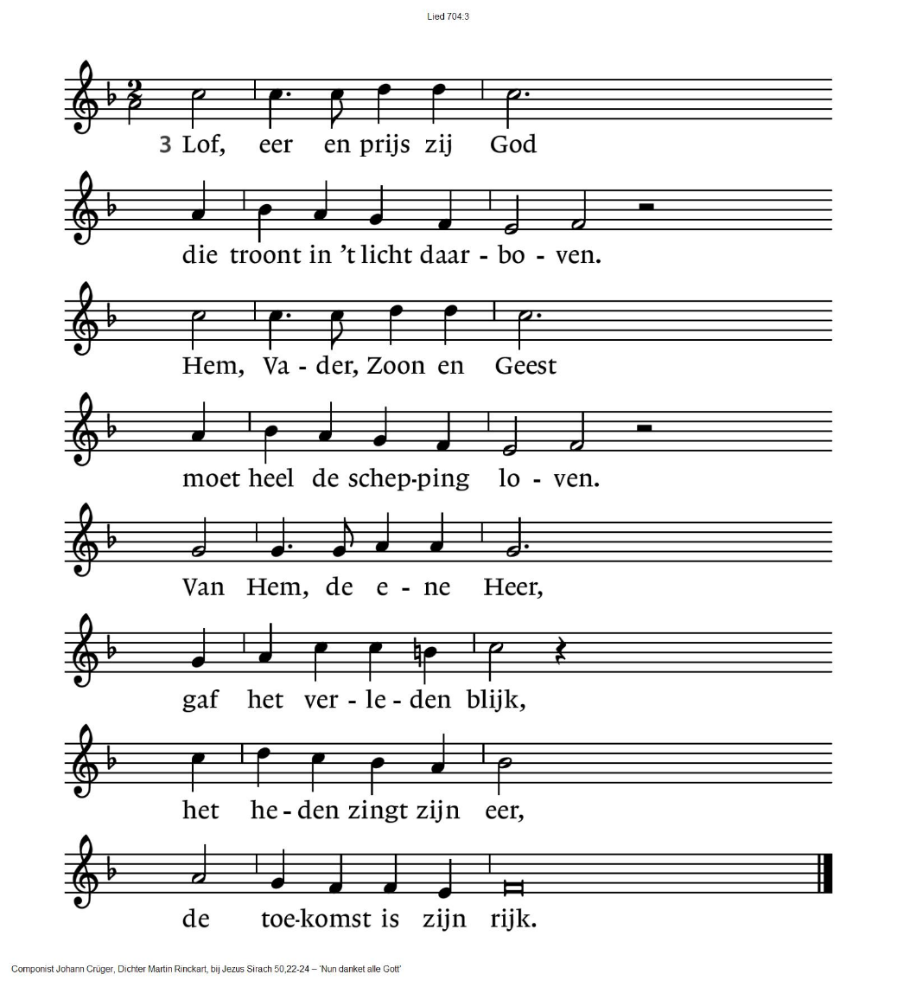 Lied 704:3
2
3 Lof, eer en prijs zij God
die troont in ’t licht daar - bo - ven.
Hem, Va - der, Zoon en Geest
moet heel de schep-ping lo - ven.
Van Hem, de e - ne Heer,
gaf het ver - le - den blijk,
het he - den zingt zijn eer,
de toe-komst is zijn rijk.
Componist Johann Crüger, Dichter Martin Rinckart, bij Jezus Sirach 50,22-24 – 'Nun danket alle Gott'